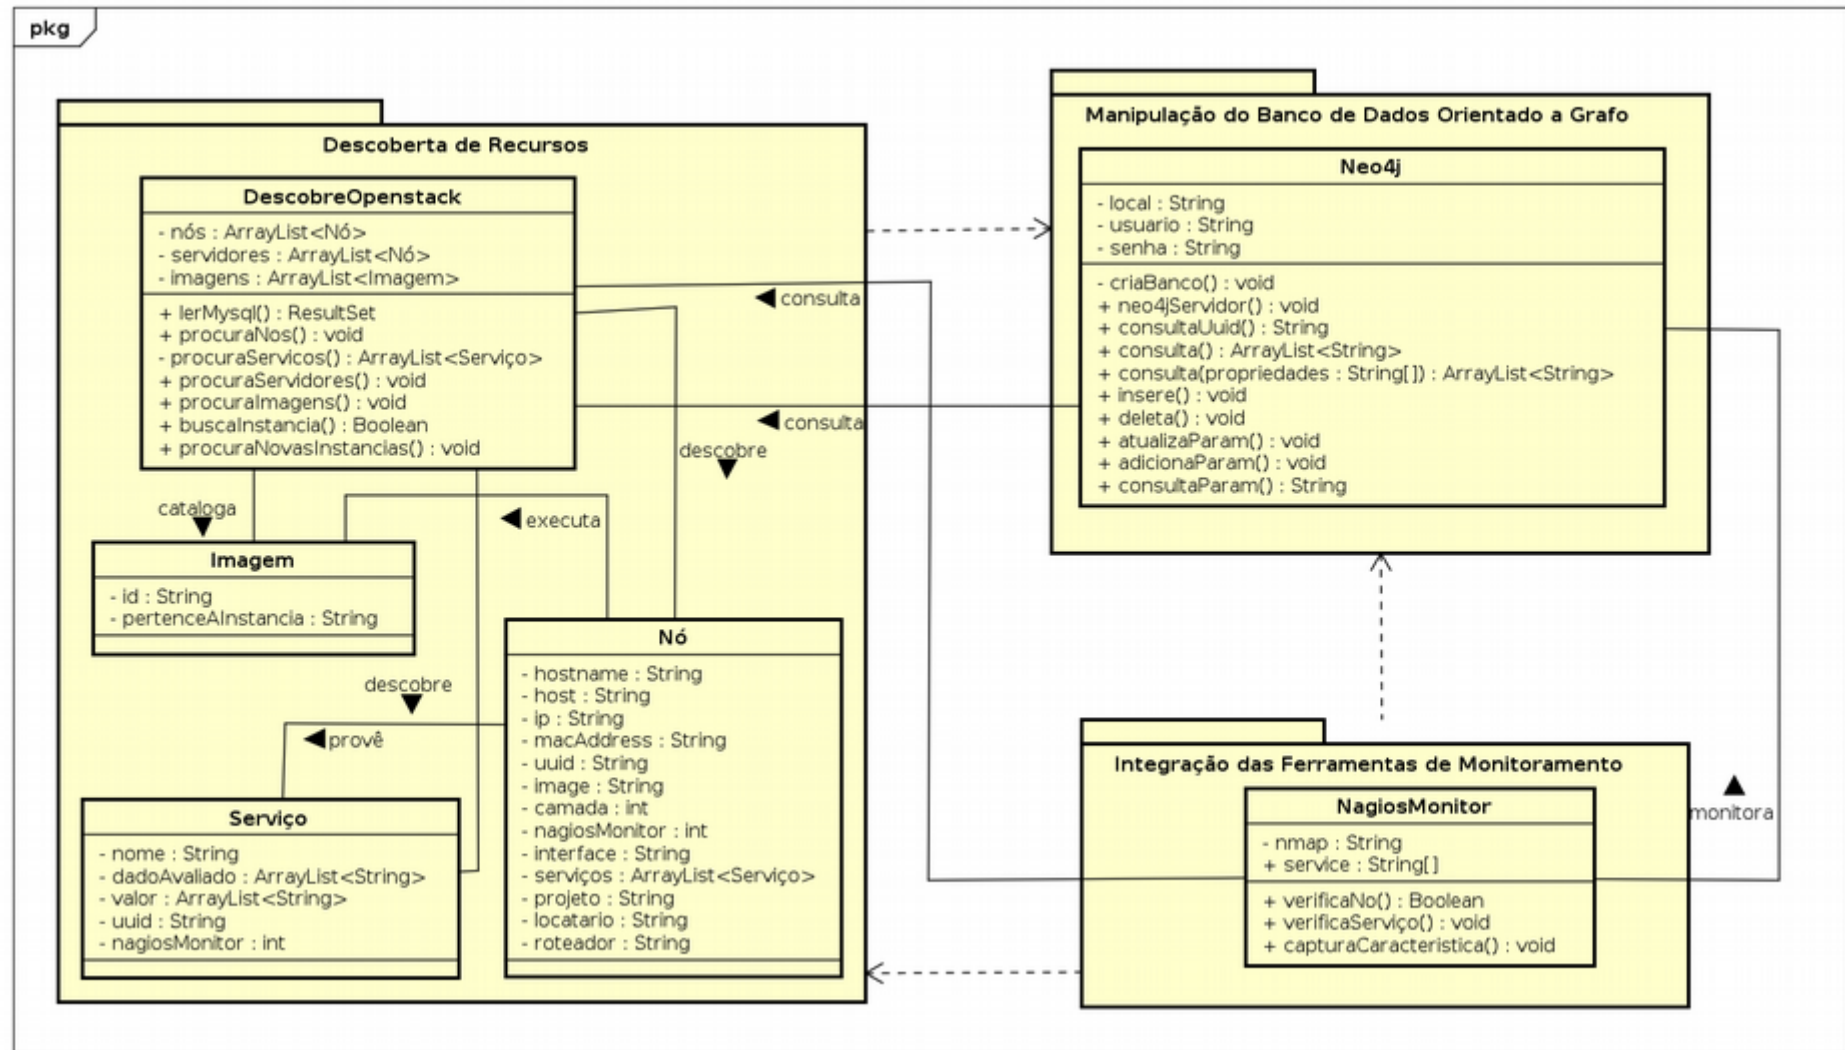 pkg
Descoberta de Recursos
DescobreOpenstack
- nós : ArrayList<Nó>
- servidores : ArrayList<Nó>
- imagens : ArrayList<Imagem>
+ lerMysql() : ResultSet
+ procuraNos() : void
- procuraServicos() : ArrayList<Serviço>
+ procuraServidores() : void
+ procuraImagens() : void
+ buscaInstancia() : Boolean
+ procuraNovasInstancias() : void
cataloga
executa
descobre
consulta
consulta
Imagem
- id : String
- pertenceAInstancia : String
descobre
provê
Serviço
- nome : String
- dadoAvaliado : ArrayList<String>
- valor : ArrayList<String>
- uuid : String
- nagiosMonitor : int
Nó
- hostname : String
- host : String
- ip : String
- macAddress : String
- uuid : String
- image : String
- camada : int
- nagiosMonitor : int
- interface : String
- serviços : ArrayList<Serviço>
- projeto : String
- locatario : String
- roteador : String
Manipulação do Banco de Dados Orientado a Grafo
Neo4j
- local : String
- usuario : String
- senha : String
- criaBanco() : void
+ neo4jServidor() : void
+ consultaUuid() : String
+ consulta() : ArrayList<String>
+ consulta(propriedades : String[]) : ArrayList<String>
+ insere() : void
+ deleta() : void
+ atualizaParam() : void
+ adicionaParam() : void
+ consultaParam() : String
Integração das Ferramentas de Monitoramento
NagiosMonitor
- nmap : String
+ service : String[]
+ verificaNo() : Boolean
+ verificaServiço() : void
+ capturaCaracteristica() : void
monitora